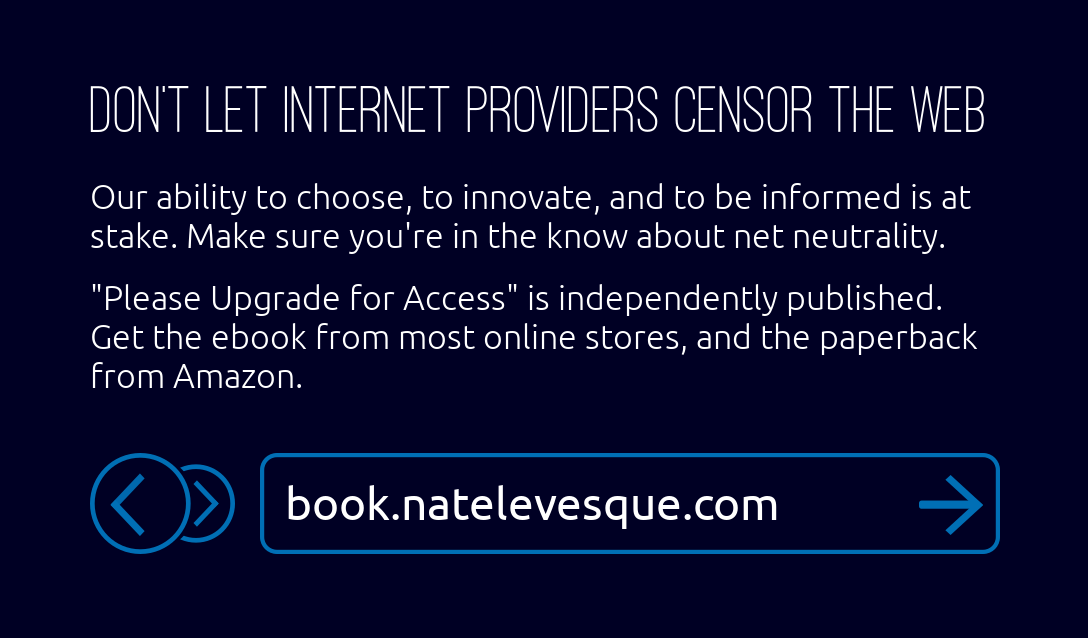 DON'T LET INTERNET PROVIDERS CENSOR THE WEB
Our ability to choose, to innovate, and to be informed is at
stake. Make sure you're in the know about net neutrality.
"Please Upgrade for Access" is independently published.
Get the ebook from most online stores, and the paperback
from Amazon.
book.natelevesque.com